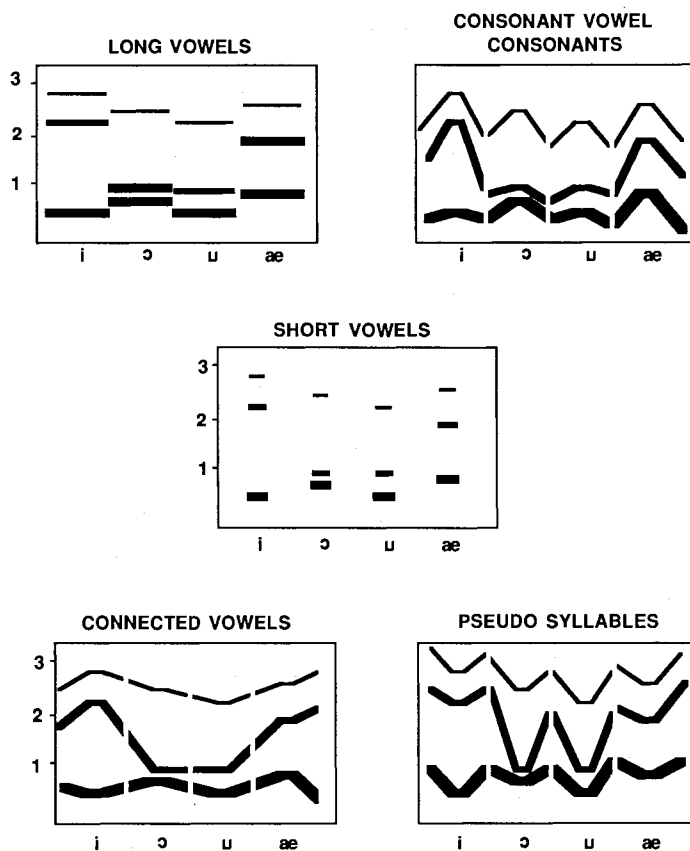 LONG VOWELS
3
2
1
i ɔ u ae
CONSONANT VOWEL
CONSONANTS
i ɔ u ae
SHORT VOWELS
3
2
1
i ɔ u ae
CONNECTED VOWELS
3
2
1
i ɔ u ae
PSEUDO SYLLABLES
i ɔ u ae